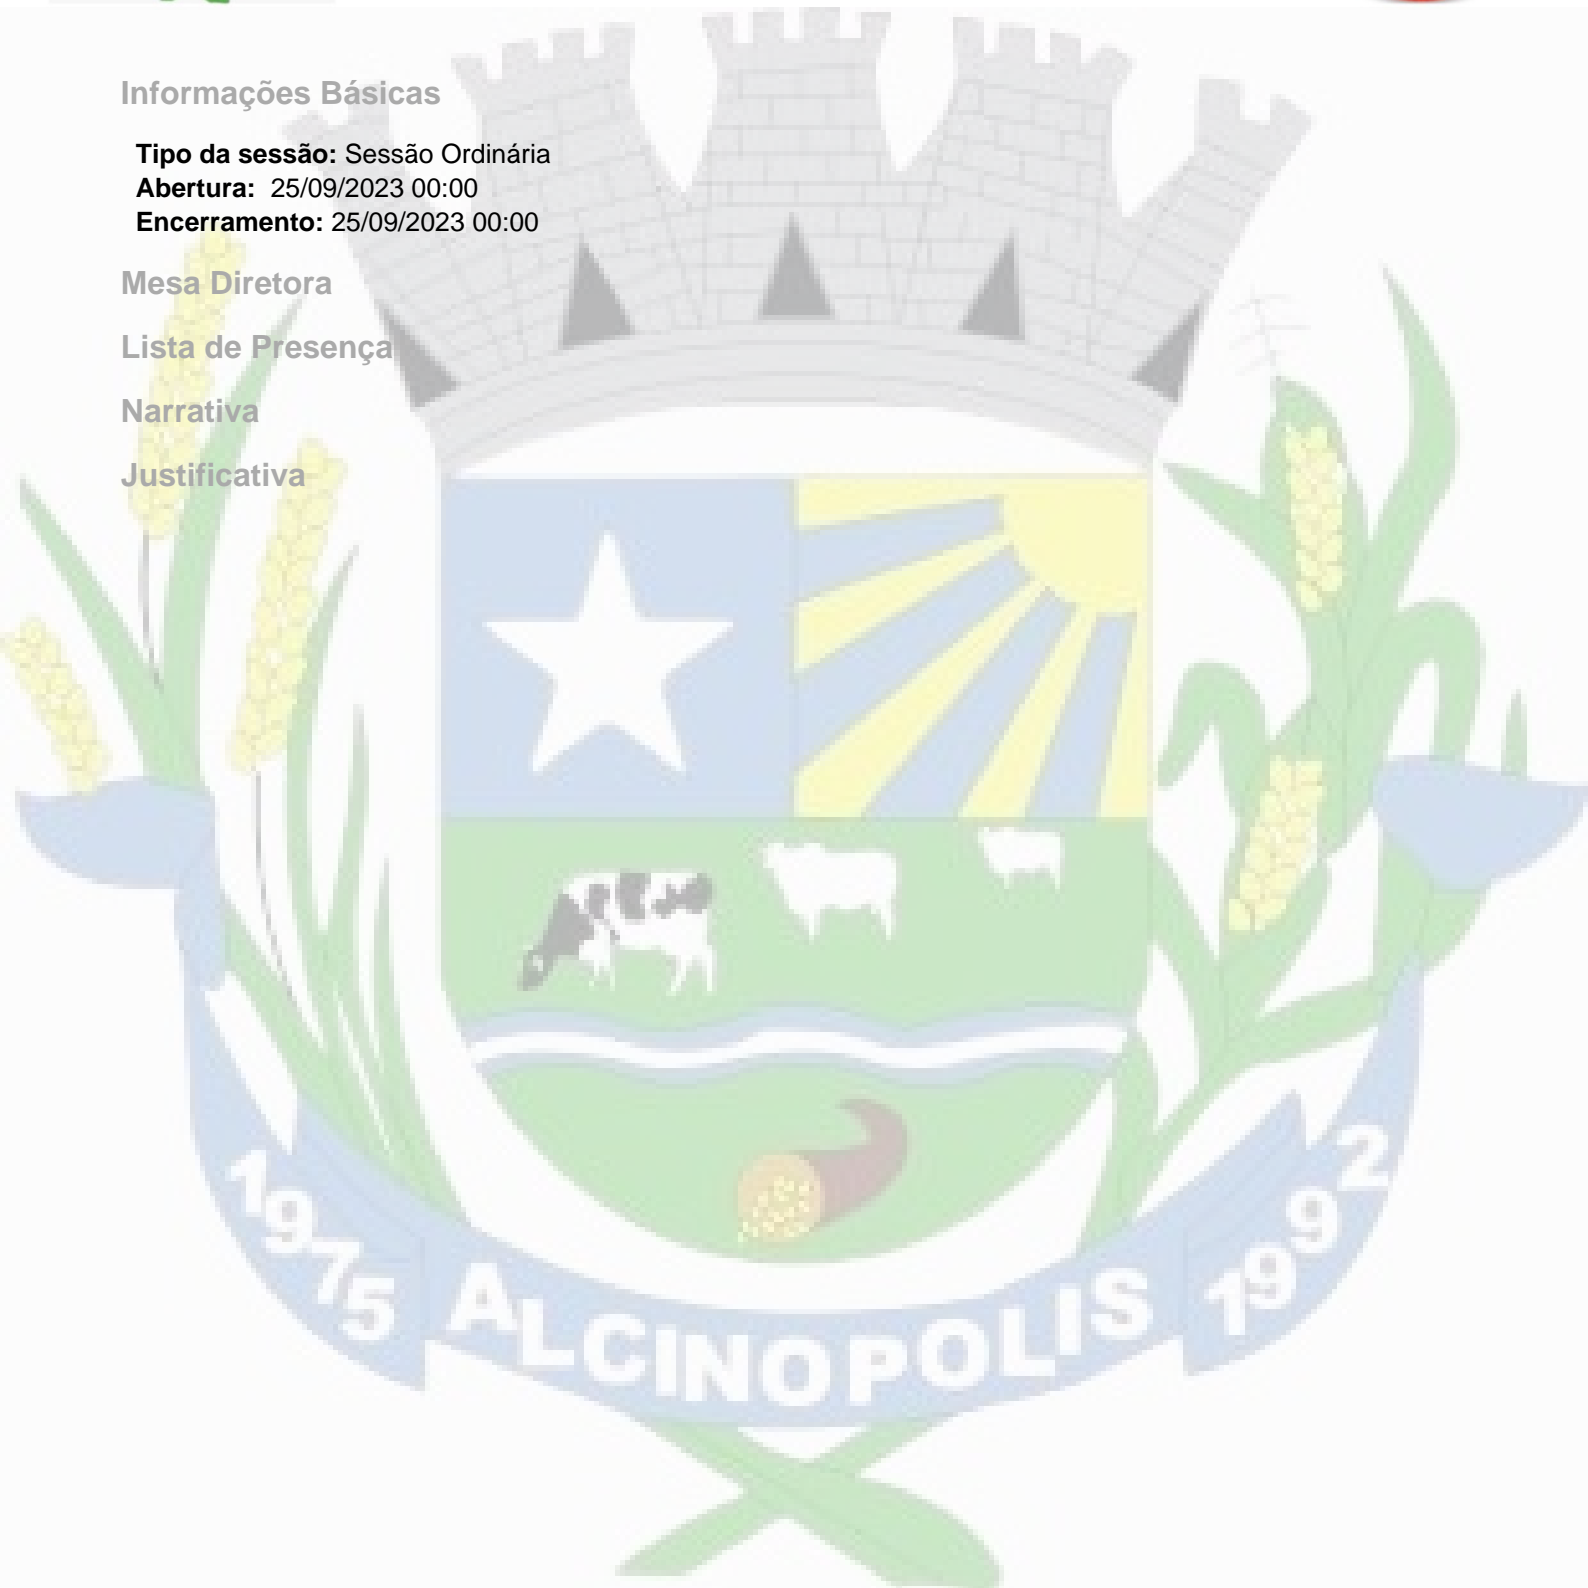 Informações Básicas
Tipo da sessão: Sessão Ordinária
Abertura: 25/09/2023 00:00
Encerramento: 25/09/2023 00:00
Mesa Diretora
Lista de Presença
Narrativa
Justificativa
1975 ALCINOPOLIS 1992